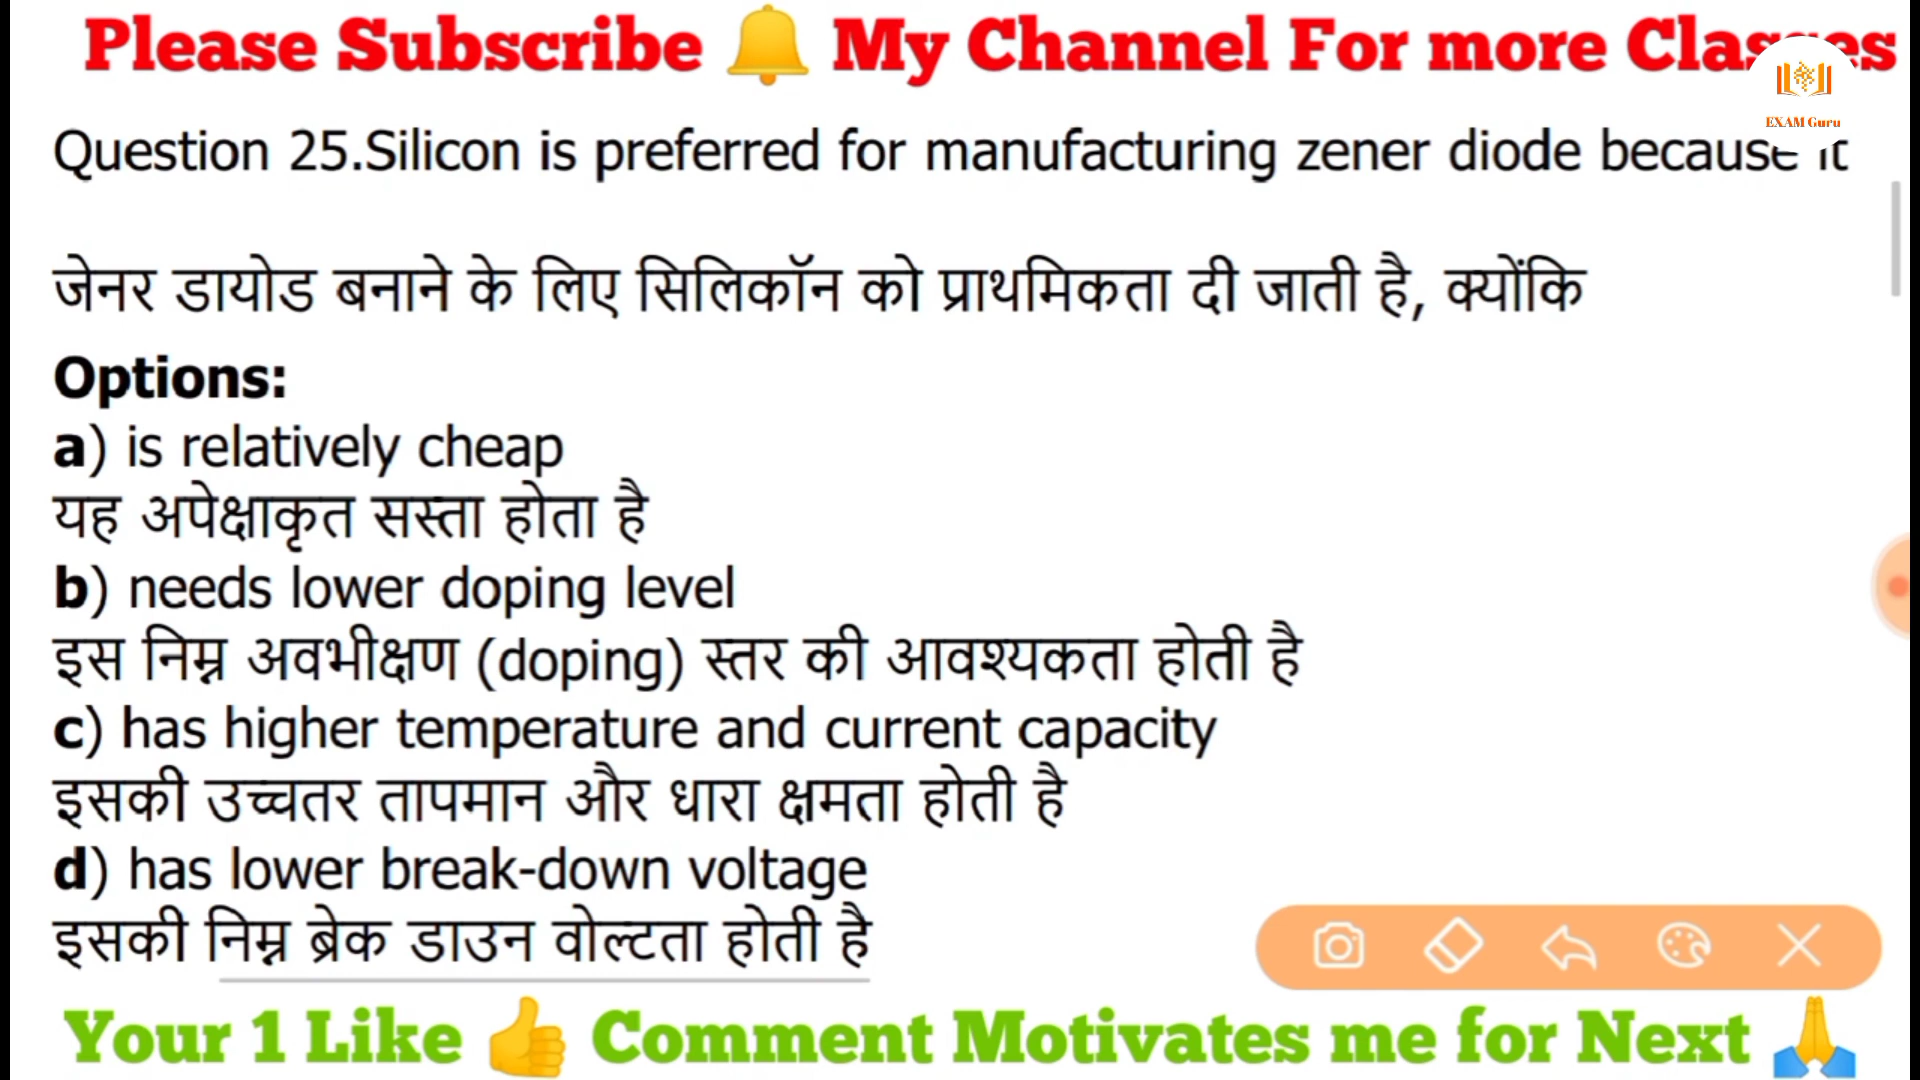 Please Subscribe 🔔 My Channel For more Classes
EXAM Guru
Question 25.Silicon is preferred for manufacturing zener diode because it
जेनर डायोड बनाने के लिए सिलिकॉन को प्राथमिकता दी जाती है, क्योंकि
Options:
a) is relatively cheap
यह अपेक्षाकृत सस्ता होता है
b) needs lower doping level
इस निम्न अवभीक्षण (doping) स्तर की आवश्यकता होती है
c) has higher temperature and current capacity
इसकी उच्चतर तापमान और धारा क्षमता होती है
d) has lower break-down voltage
इसकी निम्न ब्रेक डाउन वोल्टता होती है
Your 1 Like 👍 Comment Motivates me for Next 🙏